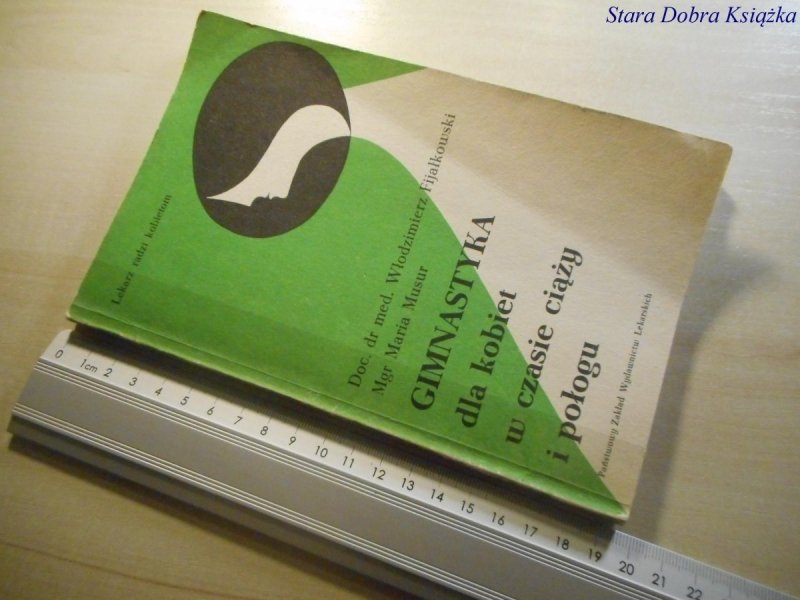 Stara Dobra Książka
Lekarz radzi kobietom
Doc. dr med. Włodzimierz Fijałkowski
Mgr Maria Musur
GIMNASTYKA
dla kobiet
w czasie ciąży
i połogu
Państwowy Zakład Wydawnictw Lekarskich
0 1cm 2 3 4 5 6 7 8 9 10 11 12 13 14 15 16 17 18 19 20 21 22